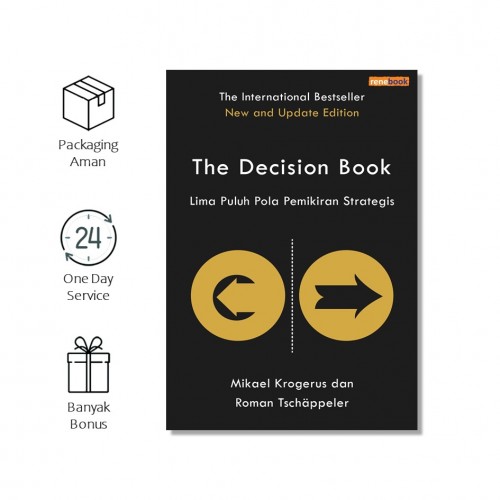 Packaging
Aman
24
One Day
Service
Banyak
Bonus
renebook
The International Bestseller
New and Update Edition
The Decision Book
Lima Puluh Pola Pemikiran Strategis
Mikael Krogerus dan
Roman Tschäppeler